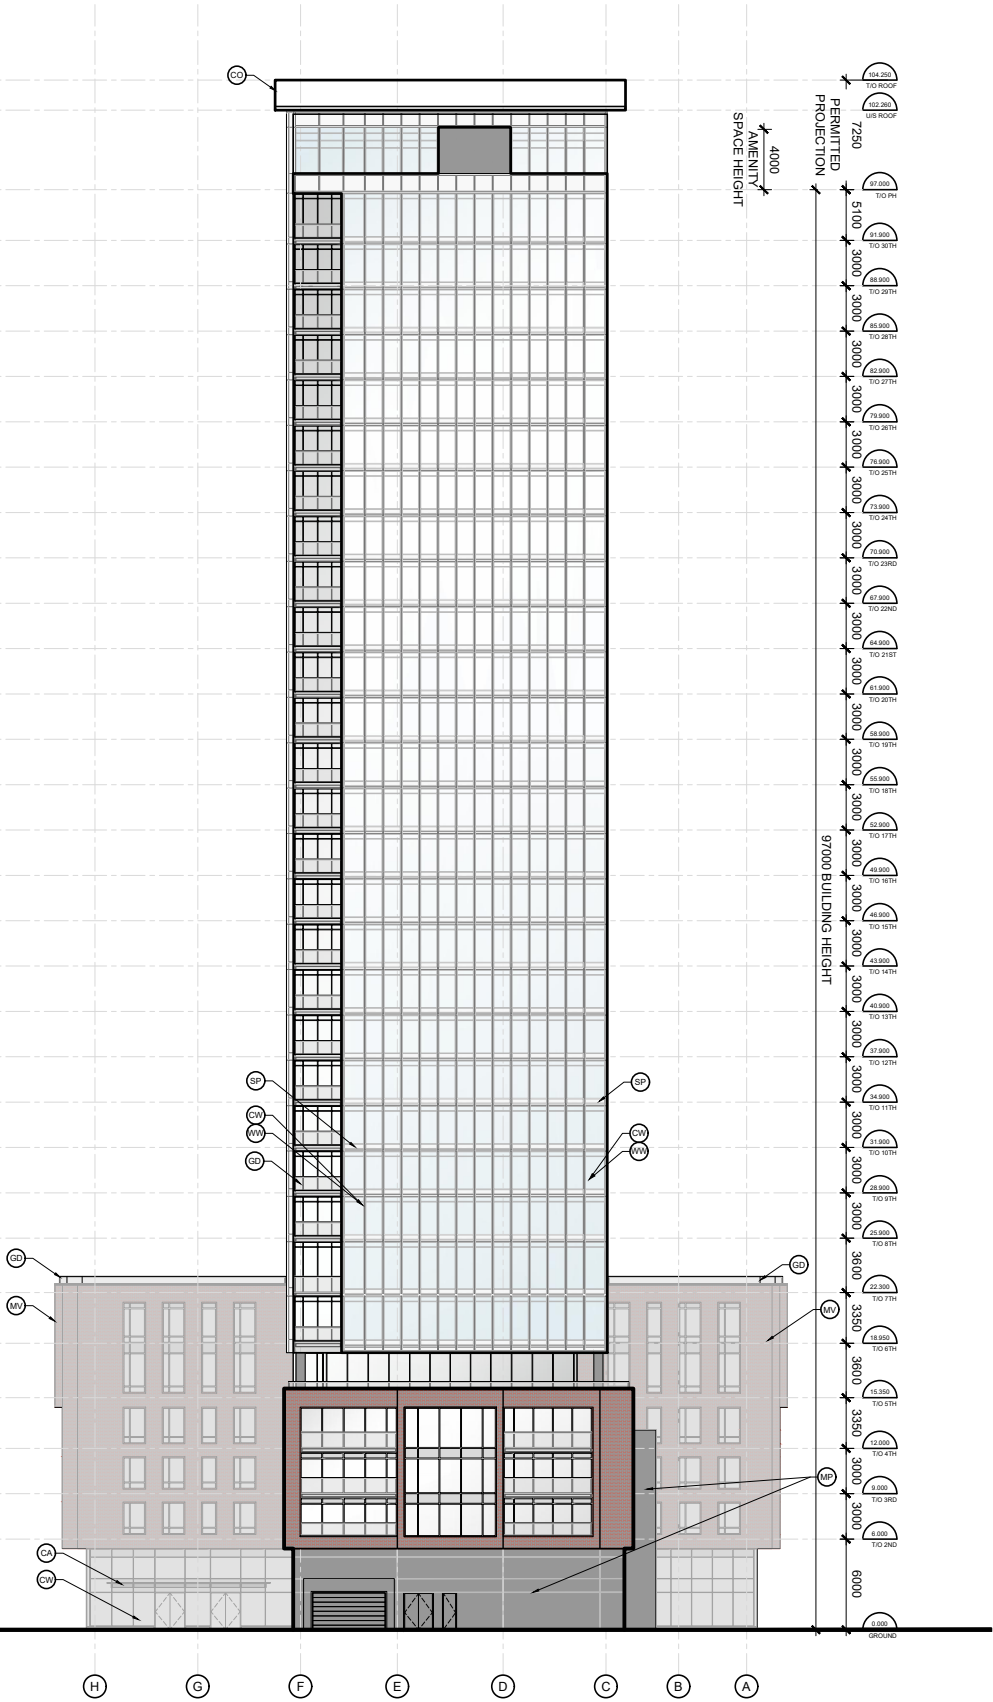 CO
104.250
T/O ROOF
102.260
U/S ROOF
7250
PERMITTED
PROJECTION
4000
AMENITY
SPACE HEIGHT
97.000
T/O PH
5100
91.900
T/O 30TH
3000
88.900
T/O 29TH
3000
85.900
T/O 28TH
3000
82.900
T/O 27TH
3000
79.900
T/O 26TH
3000
76.900
T/O 25TH
3000
73.900
T/O 24TH
3000
70.900
T/O 23RD
3000
67.900
T/O 22ND
3000
64.900
T/O 21ST
3000
61.900
T/O 20TH
3000
58.900
T/O 19TH
3000
55.900
T/O 18TH
3000
52.900
T/O 17TH
97000 BUILDING HEIGHT
3000
49.900
T/O 16TH
3000
46.900
T/O 15TH
3000
43.900
T/O 14TH
3000
40.900
T/O 13TH
3000
37.900
T/O 12TH
3000
34.900
T/O 11TH
3000
31.900
T/O 10TH
3000
28.900
T/O 9TH
3000
25.900
T/O 8TH
3600
22.300
T/O 7TH
3350
18.950
T/O 6TH
3600
15.350
T/O 5TH
3350
12.000
T/O 4TH
3000
9.000
T/O 3RD
3000
6.000
T/O 2ND
6000
0.000
GROUND
SP
CW
WW
GD
SP
CW
WW
GD
MV
GD
MV
MP
CA
CW
H G F E D C B A